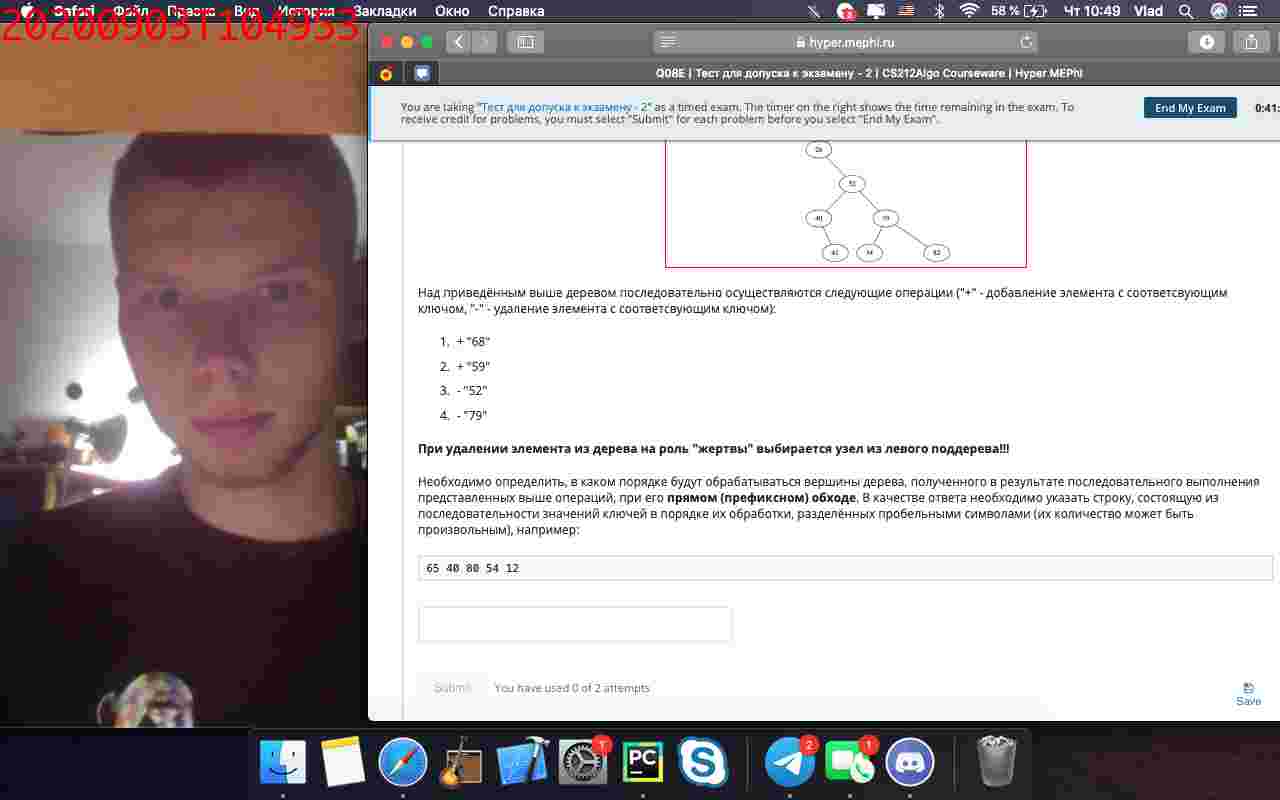 20200903T104953
Safari Файл Правка Вид История Закладки Окно Справка
58 % Чт 10:49 Vlad
hyper.mephi.ru
Q08E | Тест для допуска к экзамену - 2 | CS212Algo Courseware | Hyper.MEPhI
You are taking "Тест для допуска к экзамену - 2" as a timed exam. The timer on the right shows the time remaining in the exam. To
receive credit for problems, you must select "Submit" for each problem before you select "End My Exam".
End My Exam
0:41:
52
40
82
Над приведённым выше деревом последовательно осуществляются следующие операции ("+" - добавление элемента с соответсвующим
ключом, "-" - удаление элемента с соответсвующим ключом):
1. + "68"
2. + "59"
3. - "52"
4. - "79"
При удалении элемента из дерева на роль "жертвы" выбирается узел из левого поддерева!!!
Необходимо определить, в каком порядке будут обрабатываться вершины дерева, полученного в результате последовательного выполнения
представленных выше операций, при его прямом (префиксном) обходе. В качестве ответа необходимо указать строку, состоящую из
последовательности значений ключей в порядке их обработки, разделённых пробельными символами (их количество может быть
произвольным), например:
65 40 80 54 12
Submit
You have used 0 of 2 attempts
Save
1
PC
2
1